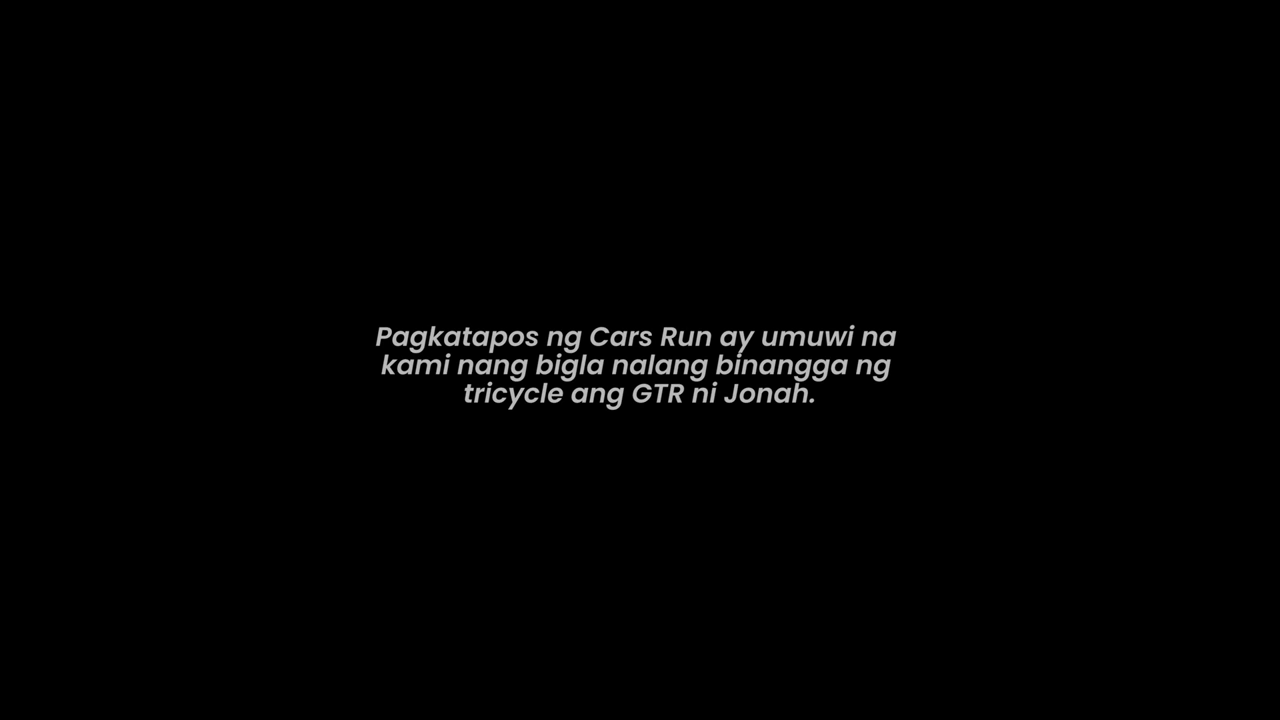 Pagkatapos ng Cars Run ay umuwi na
kami nang bigla nalang binangga ng
tricycle ang GTR ni Jonah.